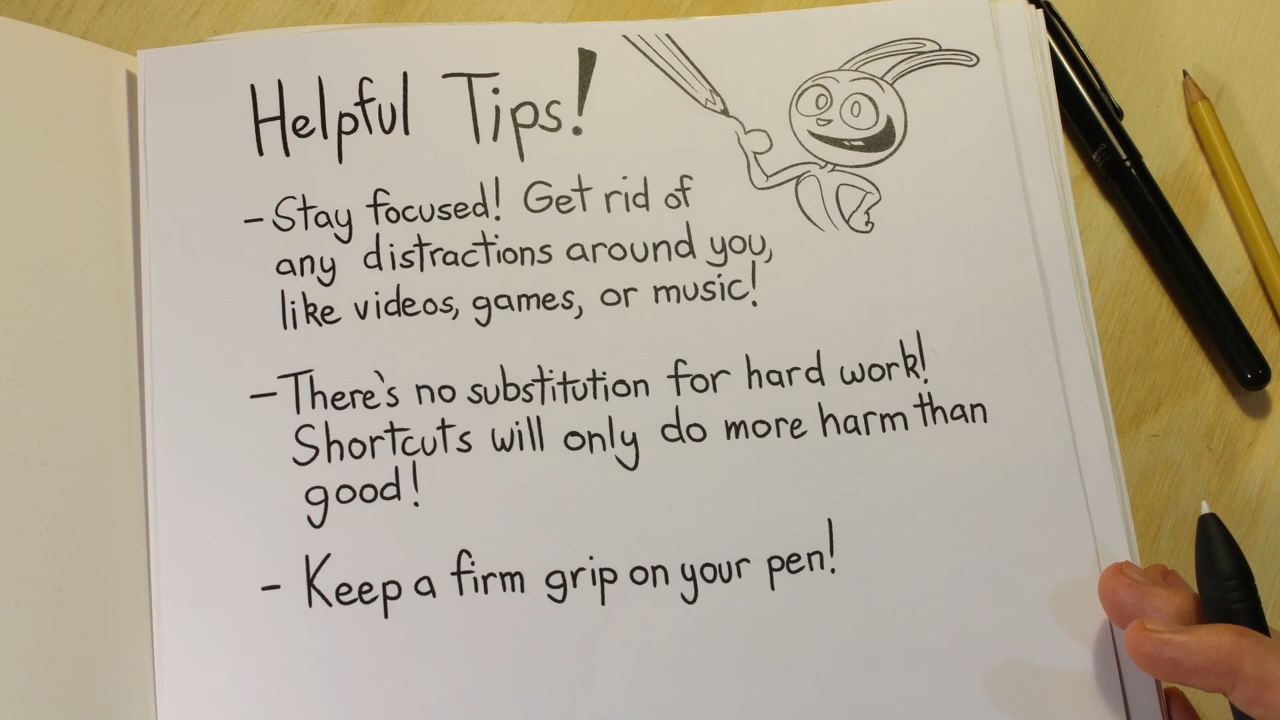 Helpful Tips!
- Stay focused! Get rid of
any distractions around you,
like videos, games, or music!
- There's no substitution for hard work!
Shortcuts will only do more harm than
good!
- Keep a firm grip on your pen!